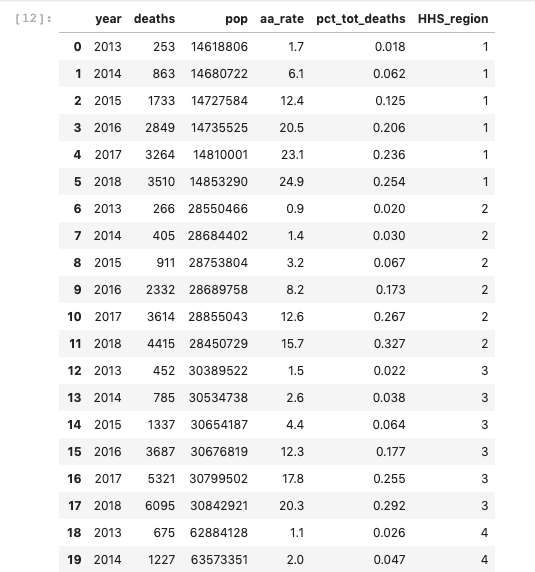 [12]: year deaths pop aa_rate pct_tot_deaths HHS_region
0 2013 253 14618806 1.7 0.018 1
1 2014 863 14680722 6.1 0.062 1
2 2015 1733 14727584 12.4 0.125 1
3 2016 2849 14735525 20.5 0.206 1
4 2017 3264 14810001 23.1 0.236 1
5 2018 3510 14853290 24.9 0.254 1
6 2013 266 28550466 0.9 0.020 2
7 2014 405 28684402 1.4 0.030 2
8 2015 911 28753804 3.2 0.067 2
9 2016 2332 28689758 8.2 0.173 2
10 2017 3614 28855043 12.6 0.267 2
11 2018 4415 28450729 15.7 0.327 2
12 2013 452 30389522 1.5 0.022 3
13 2014 785 30534738 2.6 0.038 3
14 2015 1337 30654187 4.4 0.064 3
15 2016 3687 30676819 12.3 0.177 3
16 2017 5321 30799502 17.8 0.255 3
17 2018 6095 30842921 20.3 0.292 3
18 2013 675 62884128 1.1 0.026 4
19 2014 1227 63573351 2.0 0.047 4